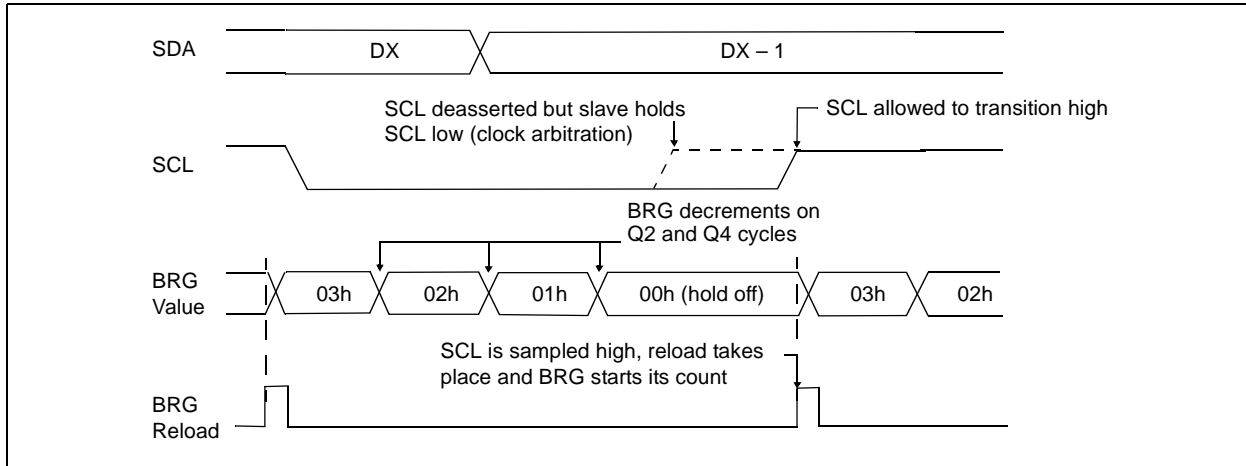 SDA
DX
DX – 1
SCL deasserted but slave holds
SCL low (clock arbitration)
SCL allowed to transition high
SCL
BRG decrements on
Q2 and Q4 cycles
BRG
Value
03h
02h
01h
00h (hold off)
03h
02h
SCL is sampled high, reload takes
place and BRG starts its count
BRG
Reload